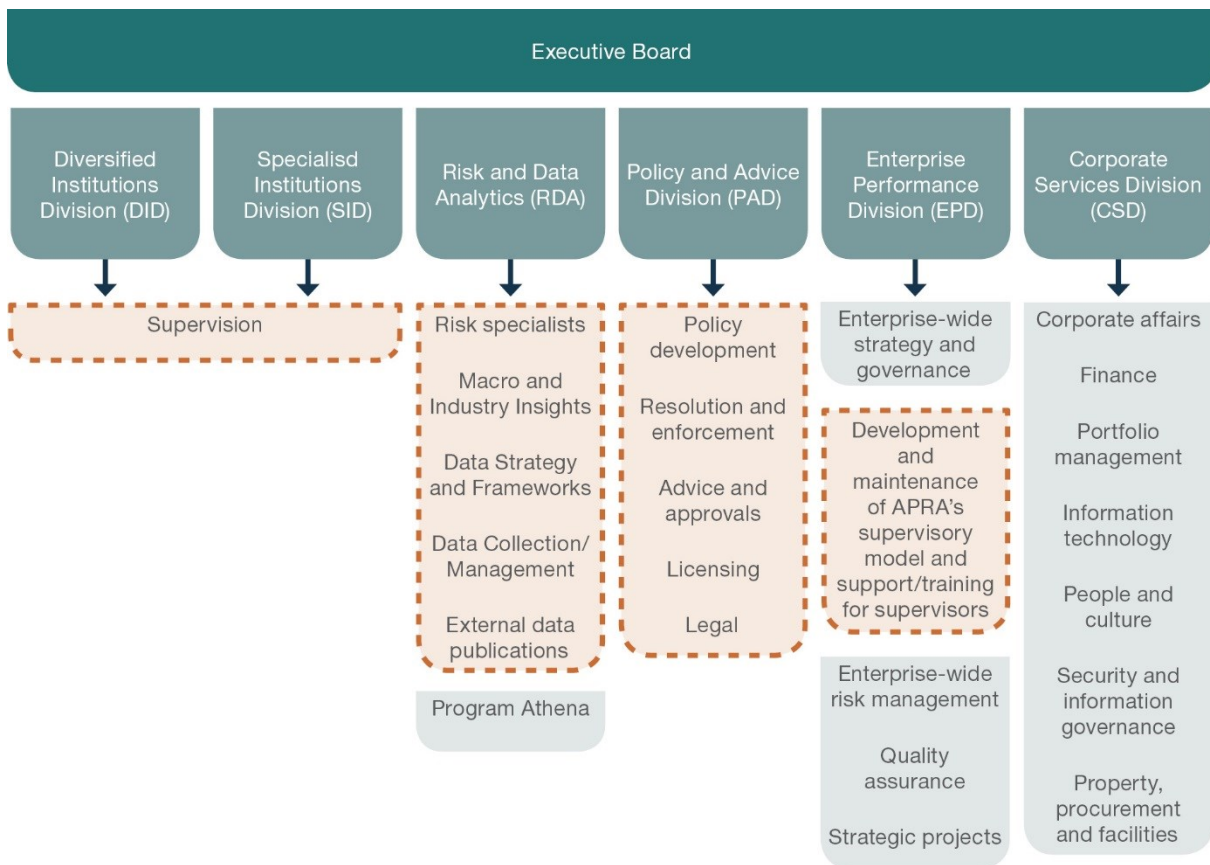 Executive Board
Diversified
Institutions
Division (DID)
Specialisd
Institutions
Division (SID)
Risk and Data
Analytics (RDA)
Policy and Advice
Division (PAD)
Enterprise
Performance
Division (EPD)
Corporate
Services Division
(CSD)
Supervision
Risk specialists
Macro and
Industry Insights
Data Strategy
and Frameworks
Data Collection/
Management
External data
publications
Program Athena
Policy
development
Resolution and
enforcement
Advice and
approvals
Licensing
Legal
Enterprise-wide
strategy and
governance
Development
and
maintenance
of APRA’s
supervisory
model and
support/training
for supervisors
Enterprise-wide
risk management
Quality
assurance
Strategic projects
Corporate affairs
Finance
Portfolio
management
Information
technology
People and
culture
Security and
information
governance
Property,
procurement
and facilities